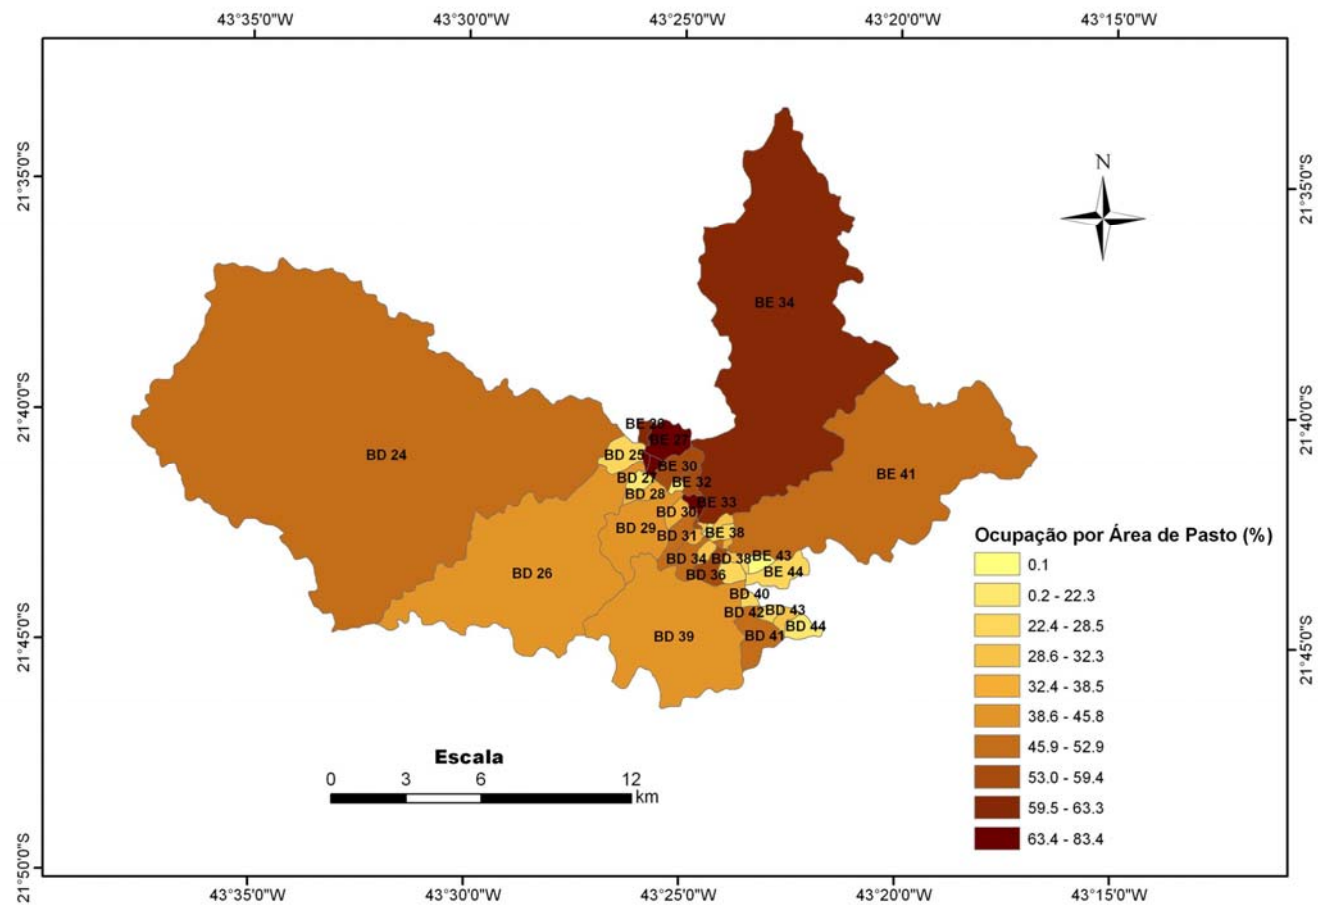 43°35'0"W 43°30'0"W 43°25'0"W 43°20'0"W 43°15'0"W
21°35'0"S
21°40'0"S
21°45'0"S
21°50'0"S
21°35'0"S
21°40'0"S
21°45'0"S
N
BE 34
BE 27
BD 24
BD 25
BE 30
BE 41
BD 27
BE 32
BD 28
BE 33
BD 30
BD 29
BD 31
BE 38
BD 34
BD 38
BE 43
BD 26
BD 36
BE 44
BD 40
BD 42
BD 43
BD 44
BD 39
BD 41
Ocupação por Área de Pasto (%)
0.1
0.2 - 22.3
22.4 - 28.5
28.6 - 32.3
32.4 - 38.5
38.6 - 45.8
45.9 - 52.9
53.0 - 59.4
59.5 - 63.3
63.4 - 83.4
Escala
0 3 6 12
km
43°35'0"W 43°30'0"W 43°25'0"W 43°20'0"W 43°15'0"W